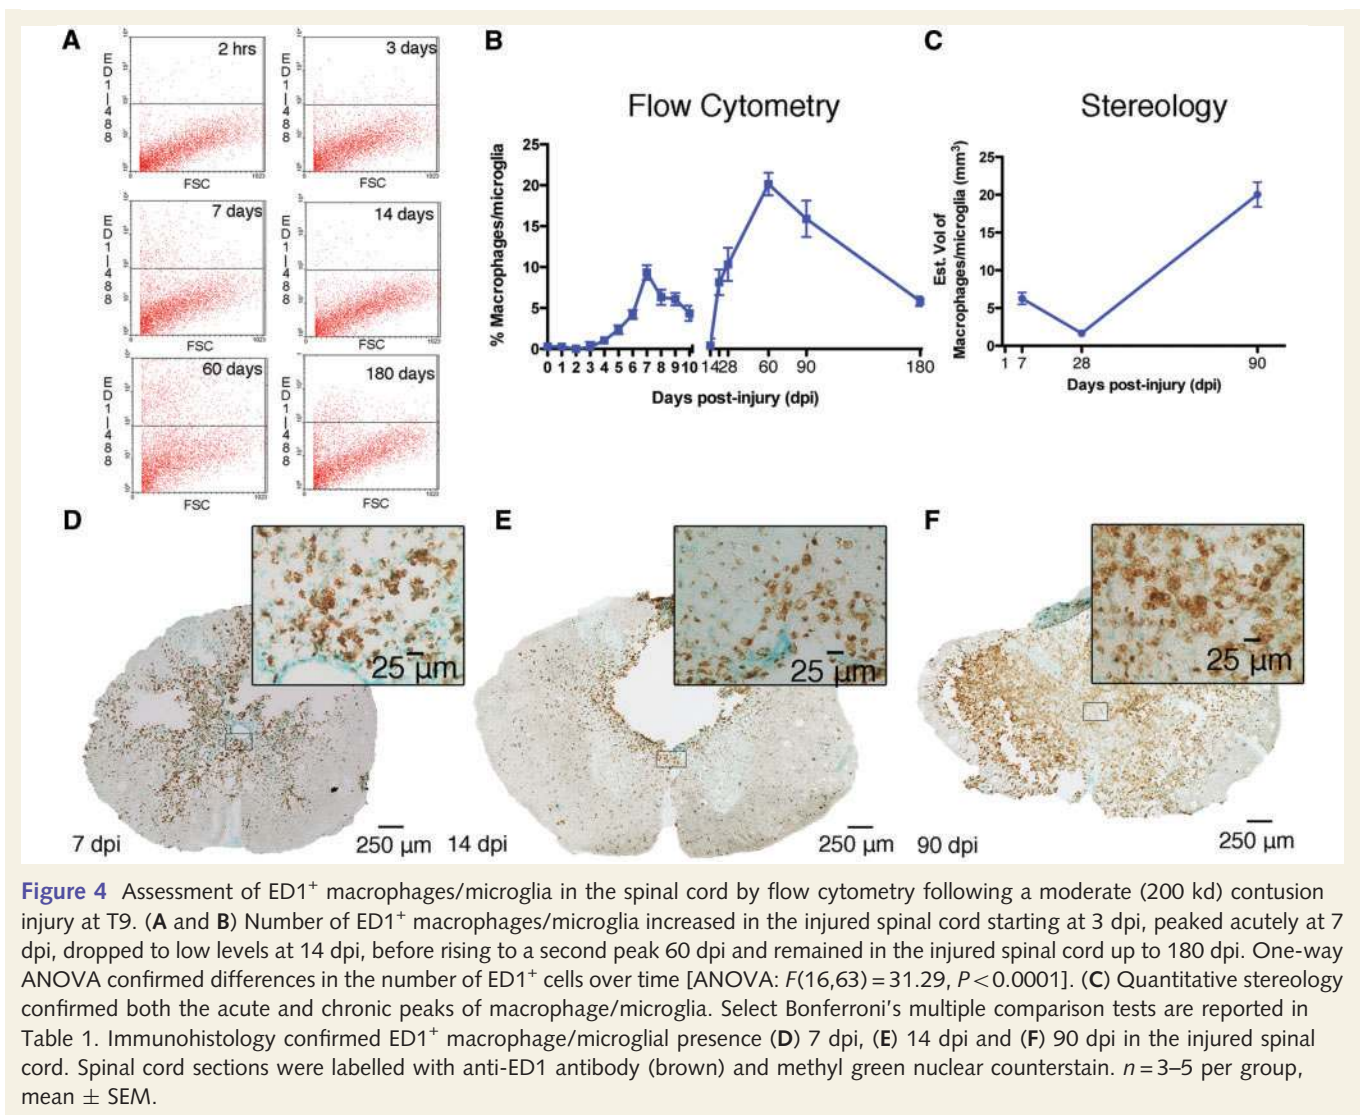 A
B
C
2 hrs
3 days
ED1-488
FSC
1023
FSC
1023
7 days
14 days
ED1-488
ED1-488
60 days
180 days
ED1-488
ED1-488
FSC
1023
FSC
1023
Flow Cytometry
% Macrophages/microglia
25
20
15
10
5
0
0 1 2 3 4 5 6 7 8 9 10
14 28 60 90 180
Days post-injury (dpi)
Stereology
Est. Vol of
Macrophages/microglia (mm³)
25
20
15
10
5
0
1 7 28 90
Days post-injury (dpi)
D
E
F
25 µm
25 µm
25 µm
7 dpi
250 µm
14 dpi
250 µm
90 dpi
250 µm
Figure 4 Assessment of ED1⁺ macrophages/microglia in the spinal cord by flow cytometry following a moderate (200 kd) contusion
injury at T9. (A and B) Number of ED1⁺ macrophages/microglia increased in the injured spinal cord starting at 3 dpi, peaked acutely at 7
dpi, dropped to low levels at 14 dpi, before rising to a second peak 60 dpi and remained in the injured spinal cord up to 180 dpi. One-way
ANOVA confirmed differences in the number of ED1⁺ cells over time [ANOVA: F(16,63) = 31.29, P < 0.0001]. (C) Quantitative stereology
confirmed both the acute and chronic peaks of macrophage/microglia. Select Bonferroni's multiple comparison tests are reported in
Table 1. Immunohistology confirmed ED1⁺ macrophage/microglial presence (D) 7 dpi, (E) 14 dpi and (F) 90 dpi in the injured spinal
cord. Spinal cord sections were labelled with anti-ED1 antibody (brown) and methyl green nuclear counterstain. n = 3–5 per group,
mean ± SEM.